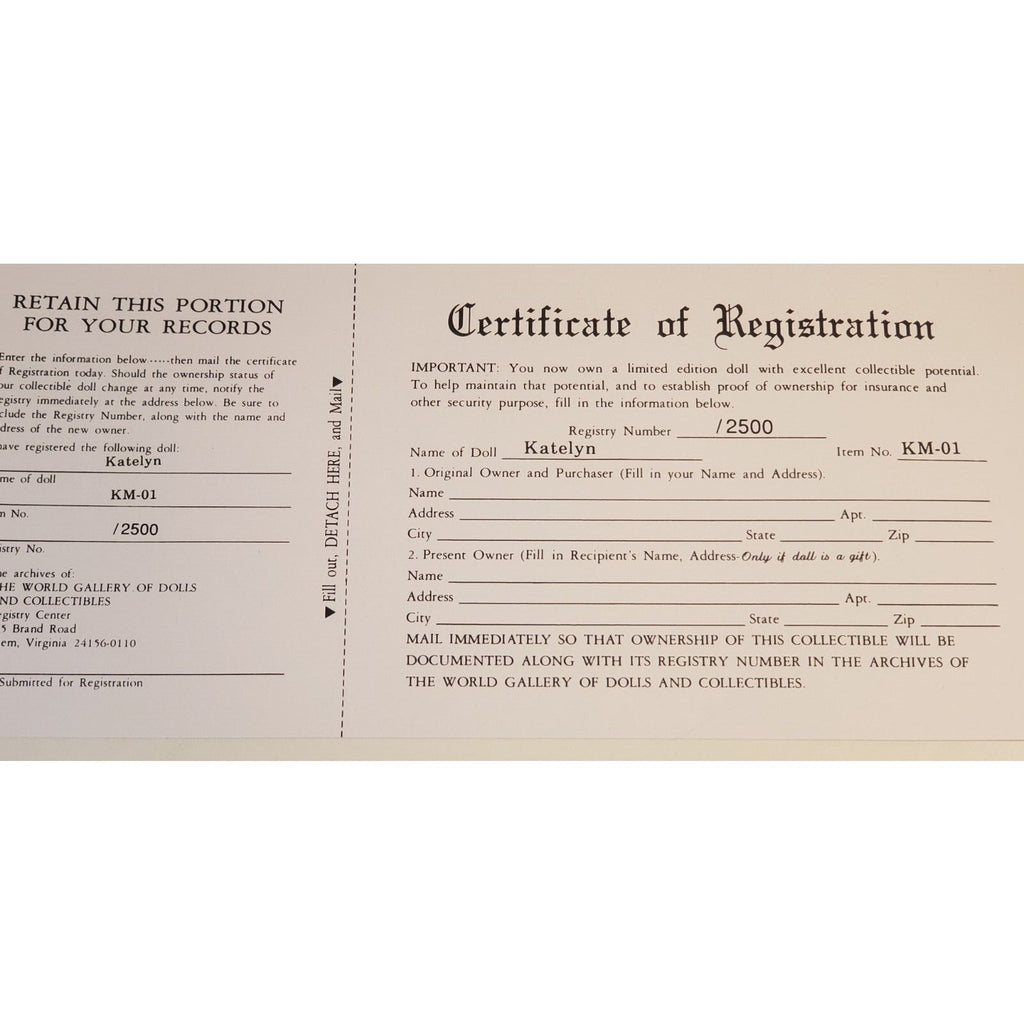 RETAIN THIS PORTION
FOR YOUR RECORDS
Enter the information below.....then mail the certificate
f Registration today. Should the ownership status of
our collectible doll change at any time, notify the
egistry immediately at the address below. Be sure to
clude the Registry Number, along with the name and
dress of the new owner.
have registered the following doll:
Katelyn
me of doll
KM-01
n No.
/2500
istry No.
e archives of:
HE WORLD GALLERY OF DOLLS
ND COLLECTIBLES
egistry Center
5 Brand Road
em, Virginia 24156-0110
Submitted for Registration
▼Fill out, DETACH HERE, and Mail▼
Certificate of Registration
IMPORTANT: You now own a limited edition doll with excellent collectible potential.
To help maintain that potential, and to establish proof of ownership for insurance and
other security purpose, fill in the information below.
Registry Number /2500
Name of Doll Katelyn Item No. KM-01
1. Original Owner and Purchaser (Fill in your Name and Address).
Name
Address Apt.
City State Zip
2. Present Owner (Fill in Recipient's Name, Address-Only if doll is a gift).
Name
Address Apt.
City State Zip
MAIL IMMEDIATELY SO THAT OWNERSHIP OF THIS COLLECTIBLE WILL BE
DOCUMENTED ALONG WITH ITS REGISTRY NUMBER IN THE ARCHIVES OF
THE WORLD GALLERY OF DOLLS AND COLLECTIBLES.